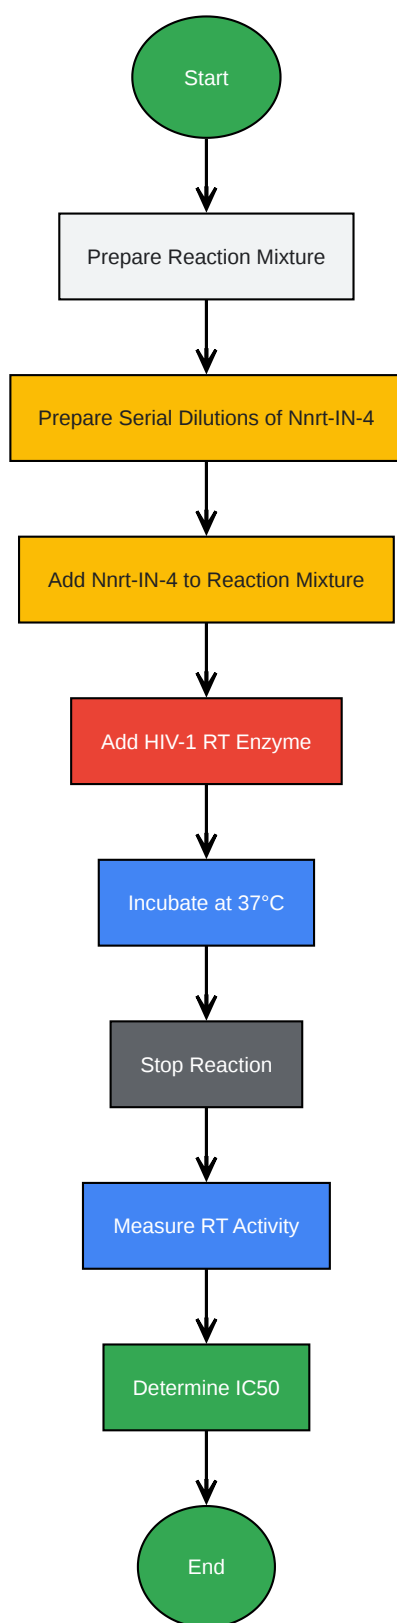 Start
Prepare Reaction Mixture
Prepare Serial Dilutions of Nnrt-IN-4
Add Nnrt-IN-4 to Reaction Mixture
Add HIV-1 RT Enzyme
Incubate at 37°C
Stop Reaction
Measure RT Activity
Determine IC50
End